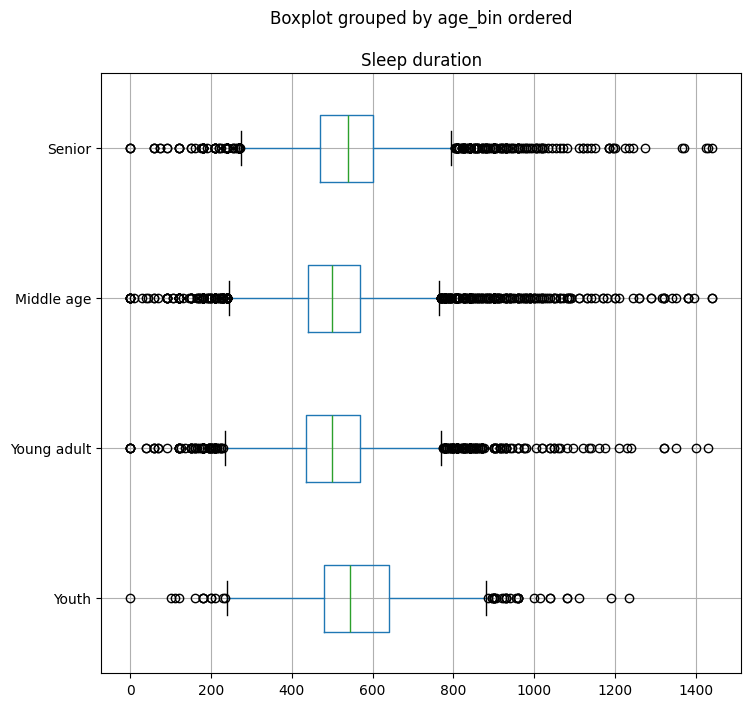 Boxplot grouped by age_bin ordered
Sleep duration
Senior
Middle age
Young adult
Youth
0 200 400 600 800 1000 1200 1400